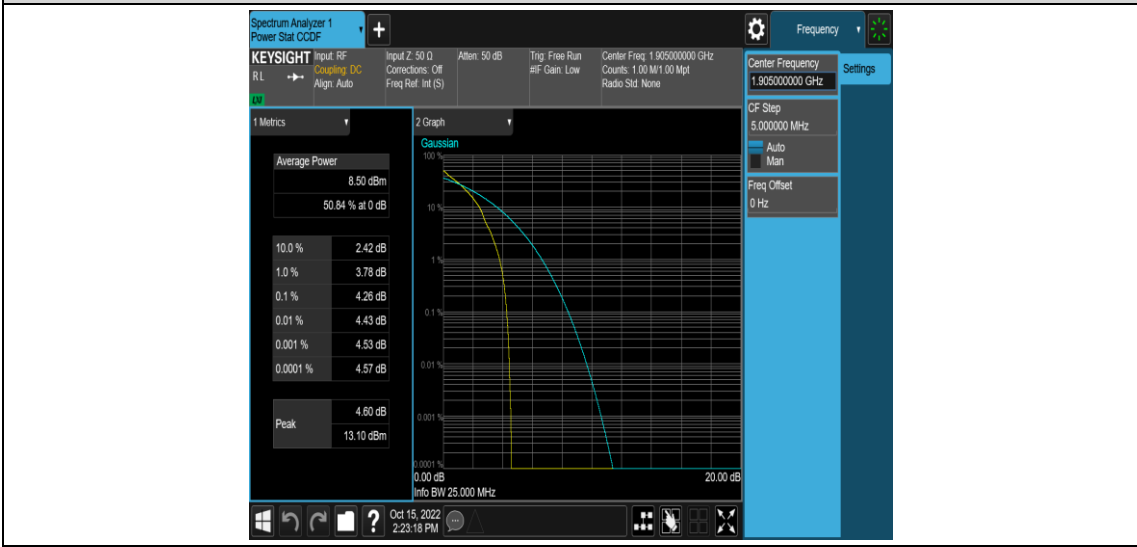 Spectrum Analyzer 1
Power Stat CCDF
+
Frequency
KEYSIGHT
Input: RF
Coupling: DC
Align: Auto
RL
LXI
Input Z: 50 Ω
Corrections: Off
Freq Ref: Int (S)
Atten: 50 dB
Trig: Free Run
#IF Gain: Low
Center Freq: 1.905000000 GHz
Counts: 1.00 M/1.00 Mpt
Radio Std: None
Center Frequency
1.905000000 GHz
Settings
CF Step
5.000000 MHz
Auto
Man
Freq Offset
0 Hz
1 Metrics
Average Power
8.50 dBm
50.84 % at 0 dB
10.0 % 2.42 dB
1.0 % 3.78 dB
0.1 % 4.26 dB
0.01 % 4.43 dB
0.001 % 4.53 dB
0.0001 % 4.57 dB
Peak
4.60 dB
13.10 dBm
2 Graph
Gaussian
100 %
10 %
1 %
0.1 %
0.01 %
0.001 %
0.0001 %
0.00 dB 20.00 dB
Info BW 25.000 MHz
?
Oct 15, 2022
2:23:18 PM